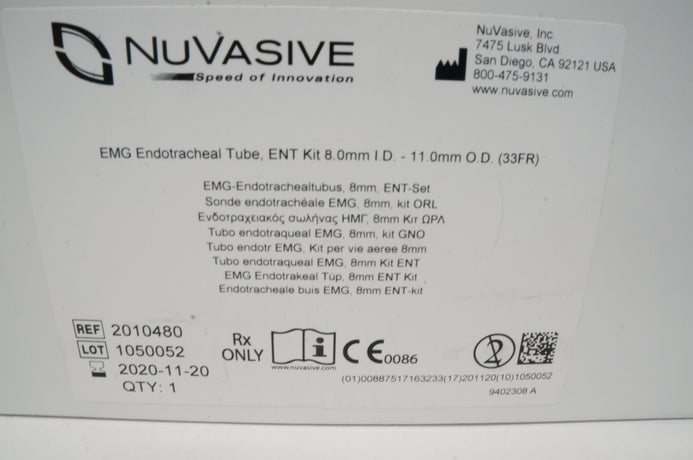 NUVASIVE
Speed of Innovation
NuVasive, Inc.
7475 Lusk Blvd.
San Diego, CA 92121 USA
800-475-9131
www.nuvasive.com
EMG Endotracheal Tube, ENT Kit 8.0mm I.D. - 11.0mm O.D. (33FR)
EMG-Endotrachealtubus, 8mm, ENT-Set
Sonde endotrachéale EMG, 8mm, kit ORL
Ενδοτραχειακός σωλήνας ΗΜΓ, 8mm Κιτ ΩΡΛ
Tubo endotraqueal EMG, 8mm, kit GNO
Tubo endotr EMG, Kit per vie aeree 8mm
Tubo endotraqueal EMG, 8mm Kit ENT
EMG Endotrakeal Tüp, 8mm ENT Kit
Endotracheale buis EMG, 8mm ENT-kit
REF 2010480
LOT 1050052
2020-11-20
QTY: 1
Rx
ONLY
i
www.nuvasive.com
CE 0086
2
(01)00887517163233(17)201120(10)1050052
9402308 A